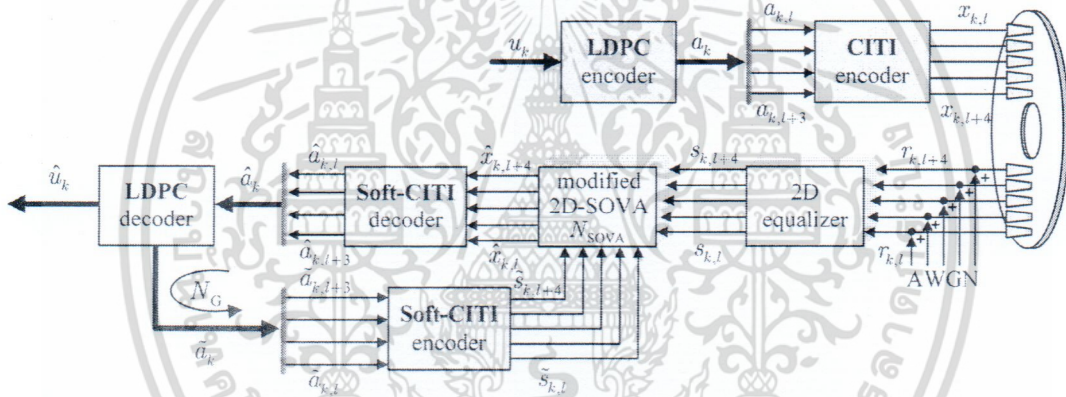 u_k
LDPC
encoder
a_k
a_{k,l}
a_{k,l+3}
CITI
encoder
x_{k,l}
x_{k,l+4}
û_k
LDPC
decoder
â_k
â_{k,l}
â_{k,l+3}
Soft-CITI
decoder
x̂_{k,l+4}
x̂_{k,l}
modified
2D-SOVA
N_{SOVA}
s_{k,l+4}
s_{k,l}
2D
equalizer
r_{k,l+4}
r_{k,l}
+
+
+
+
+
AWGN
N_G
ã_k
ã_{k,l+3}
ã_{k,l}
Soft-CITI
encoder
s̃_{k,l+4}
s̃_{k,l}